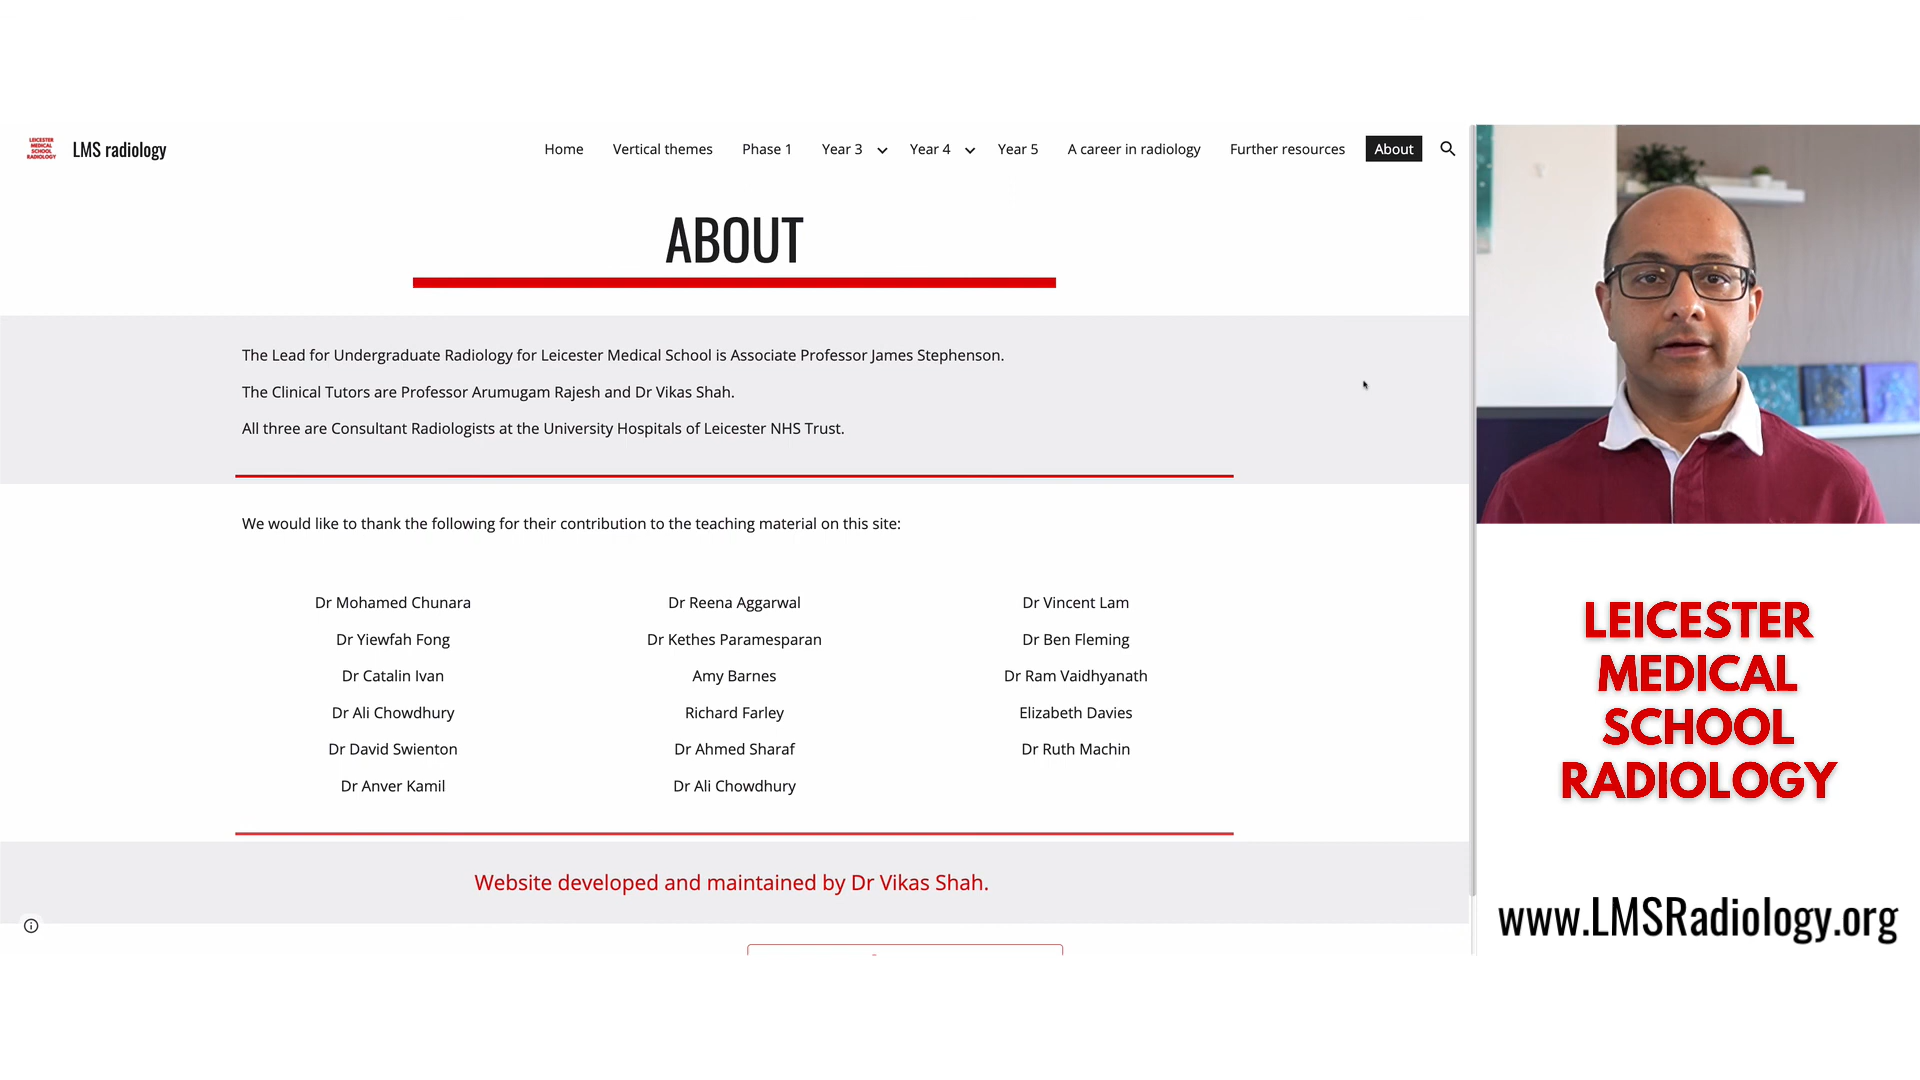 LEICESTER
MEDICAL
SCHOOL
RADIOLOGY
LMS radiology
Home Vertical themes Phase 1 Year 3 Year 4 Year 5 A career in radiology Further resources About
ABOUT
The Lead for Undergraduate Radiology for Leicester Medical School is Associate Professor James Stephenson.
The Clinical Tutors are Professor Arumugam Rajesh and Dr Vikas Shah.
All three are Consultant Radiologists at the University Hospitals of Leicester NHS Trust.
We would like to thank the following for their contribution to the teaching material on this site:
Dr Mohamed Chunara
Dr Yiewfah Fong
Dr Catalin Ivan
Dr Ali Chowdhury
Dr David Swienton
Dr Anver Kamil
Dr Reena Aggarwal
Dr Kethes Paramesparan
Amy Barnes
Richard Farley
Dr Ahmed Sharaf
Dr Ali Chowdhury
Dr Vincent Lam
Dr Ben Fleming
Dr Ram Vaidhyanath
Elizabeth Davies
Dr Ruth Machin
Website developed and maintained by Dr Vikas Shah.
LEICESTER
MEDICAL
SCHOOL
RADIOLOGY
www.LMSRadiology.org